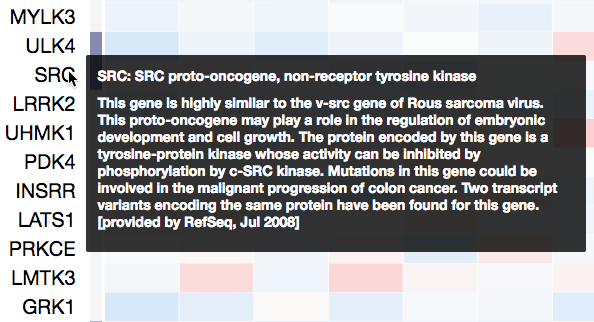 MYLK3
ULK4
SRC
LRRK2
UHMK1
PDK4
INSRR
LATS1
PRKCE
LMTK3
GRK1
SRC: SRC proto-oncogene, non-receptor tyrosine kinase
This gene is highly similar to the v-src gene of Rous sarcoma virus.
This proto-oncogene may play a role in the regulation of embryonic
development and cell growth. The protein encoded by this gene is a
tyrosine-protein kinase whose activity can be inhibited by
phosphorylation by c-SRC kinase. Mutations in this gene could be
involved in the malignant progression of colon cancer. Two transcript
variants encoding the same protein have been found for this gene.
[provided by RefSeq, Jul 2008]